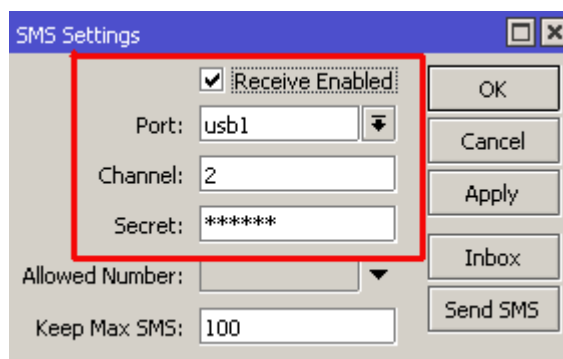 SMS Settings
Receive Enabled
OK
Port: usb1
Cancel
Channel: 2
Apply
Secret: ******
Inbox
Allowed Number:
Send SMS
Keep Max SMS: 100